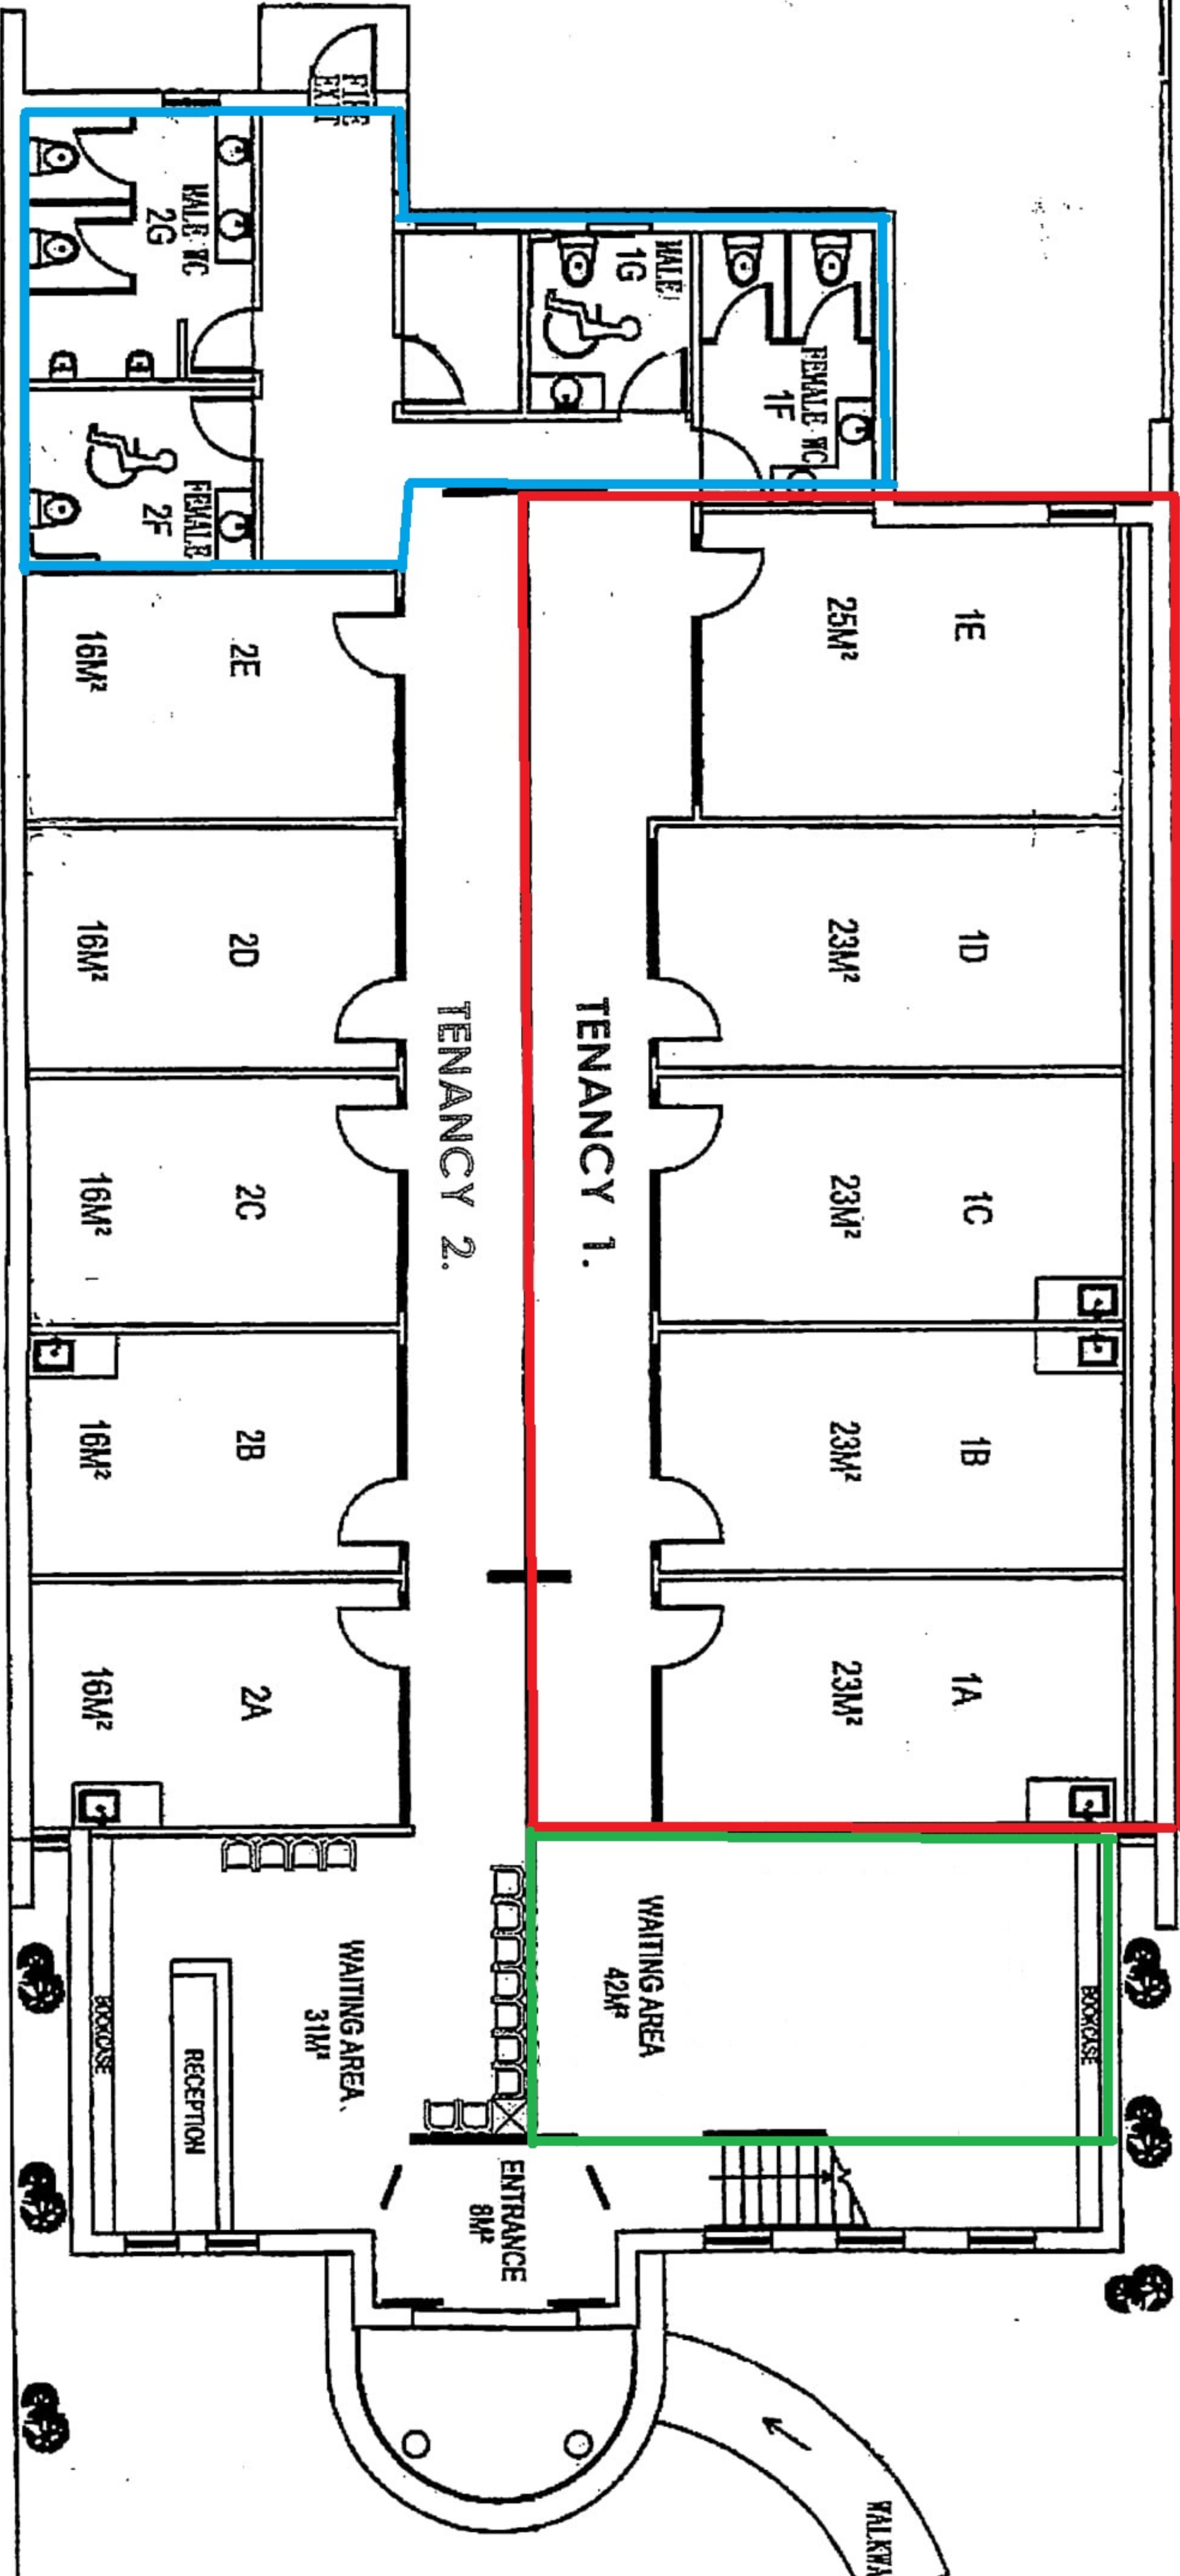 FIRE
EXIT
MALE WC
2G
MALE/
1G
FEMALE WC
1F
FEMALE
2F
1E
25M²
2E
16M²
1D
23M²
2D
16M²
TENANCY 1.
TENANCY 2.
1C
23M²
2C
16M²
1B
23M²
2B
16M²
1A
23M²
2A
16M²
WAITING AREA
42M²
BOOKCASE
WAITING AREA
31M²
BOOKCASE
RECEPTION
ENTRANCE
8M²
WALKWA